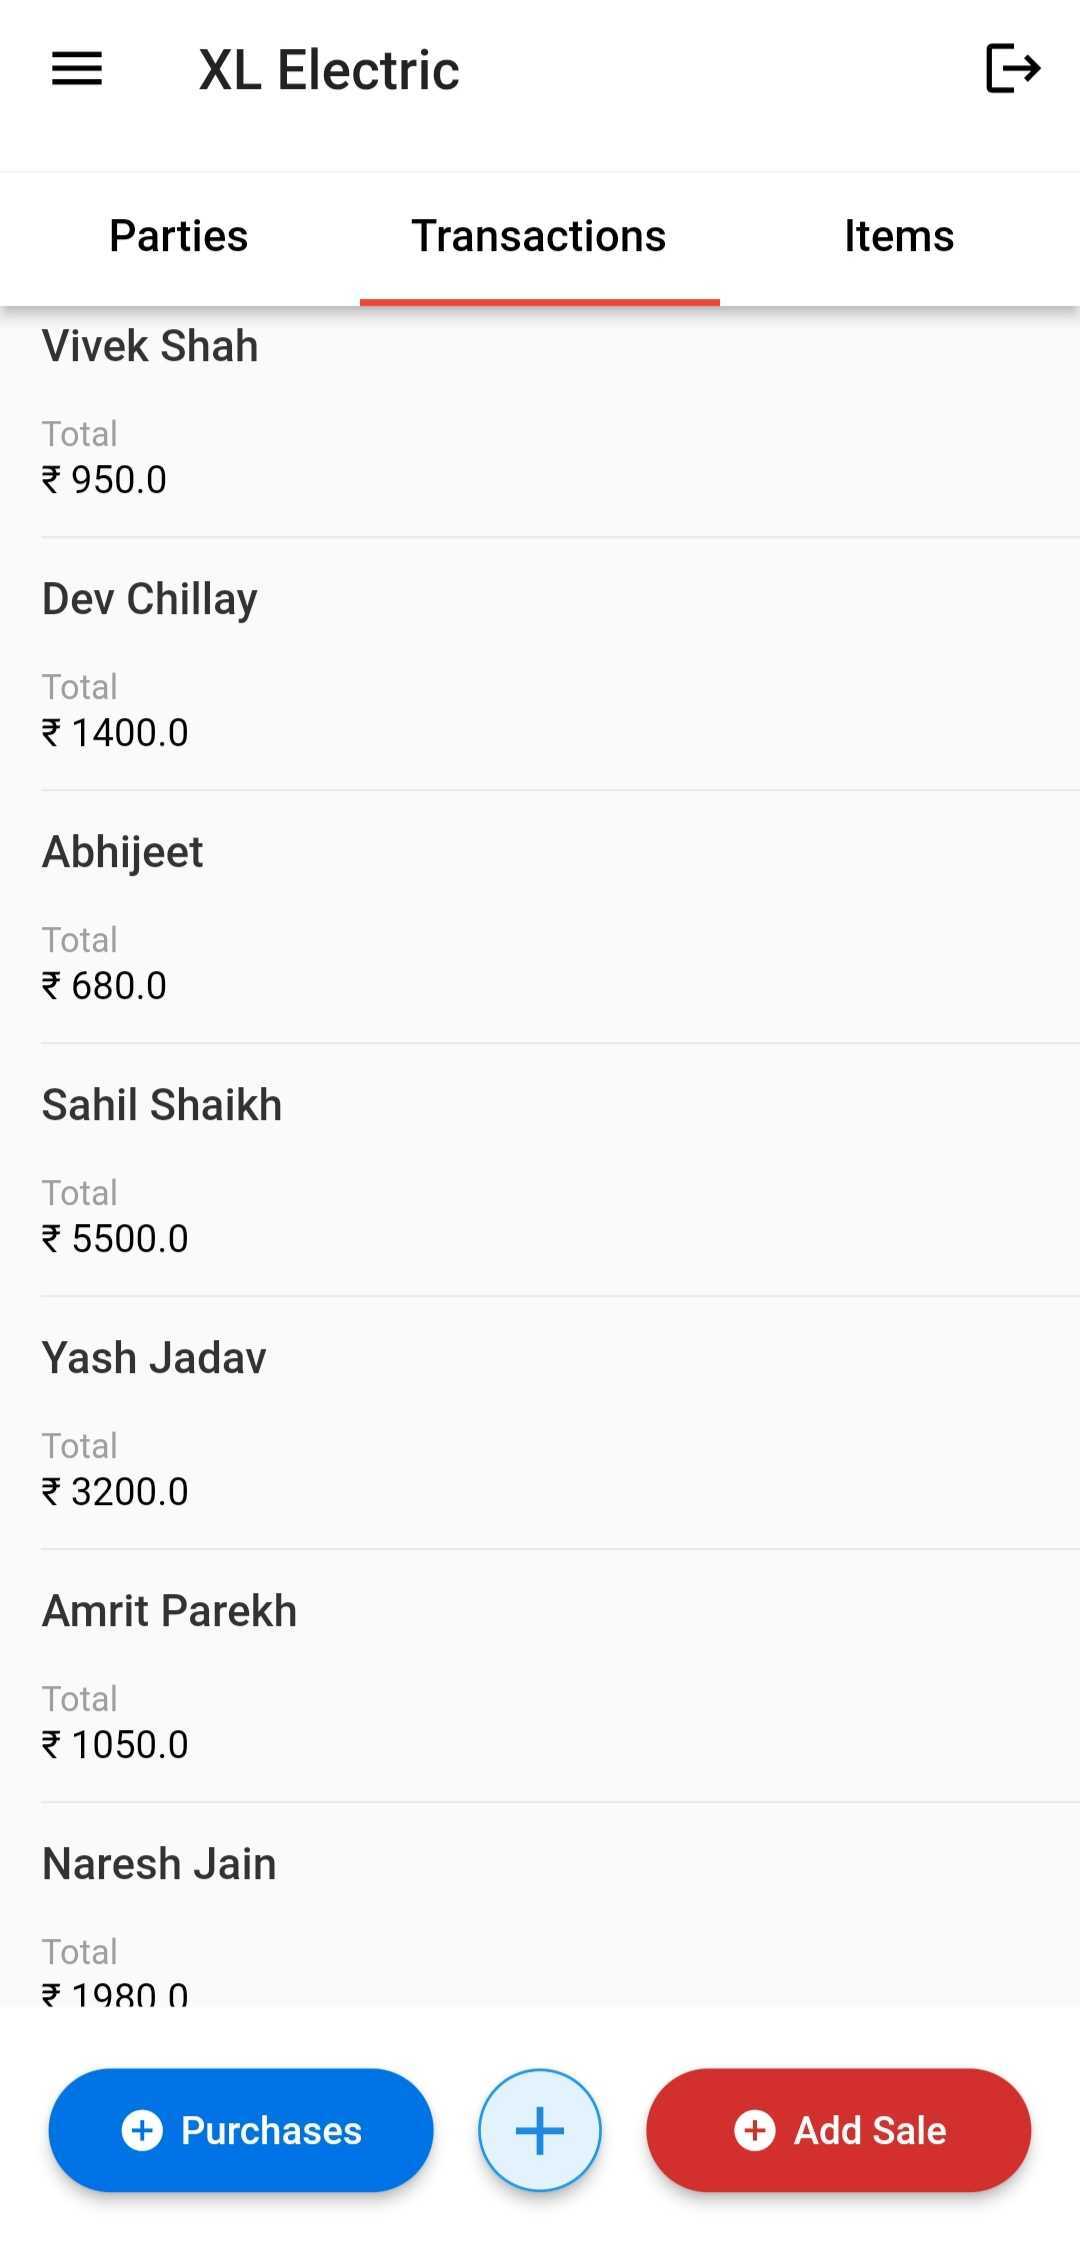 XL Electric
Parties Transactions Items
Vivek Shah
Total
₹ 950.0
Dev Chillay
Total
₹ 1400.0
Abhijeet
Total
₹ 680.0
Sahil Shaikh
Total
₹ 5500.0
Yash Jadav
Total
₹ 3200.0
Amrit Parekh
Total
₹ 1050.0
Naresh Jain
Total
₹ 1980.0
Purchases
Add Sale